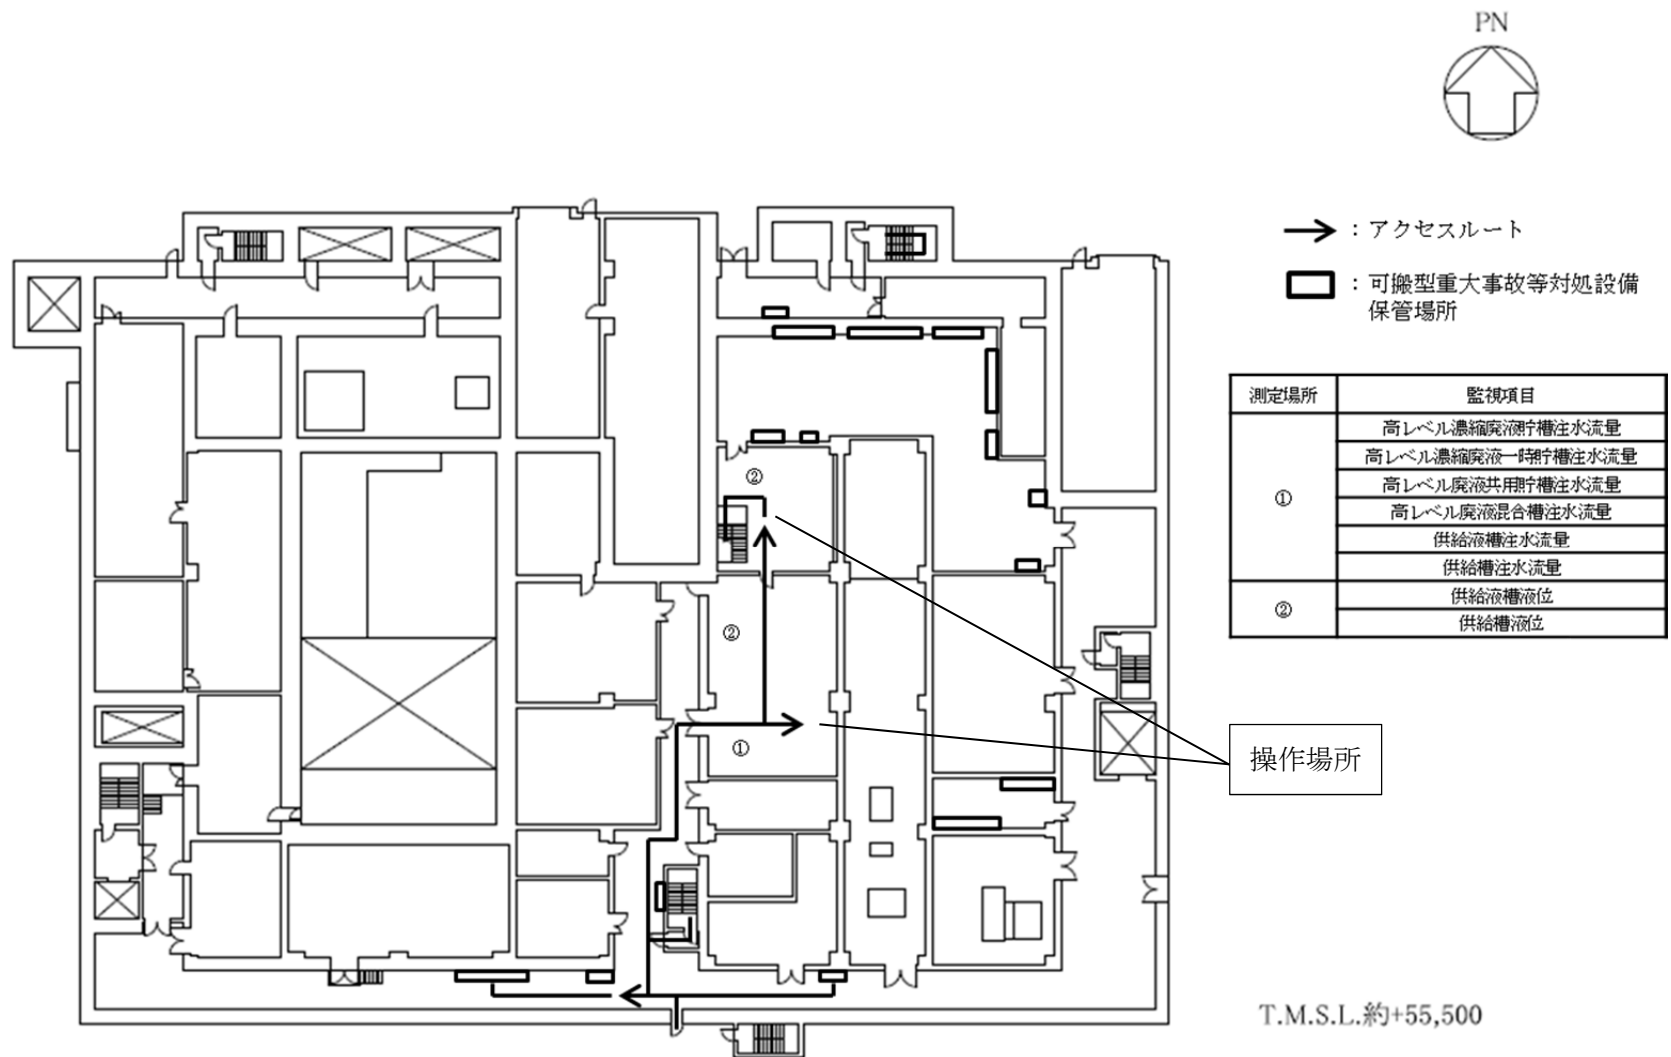 PN
：アクセスルート
：可搬型重大事故等対処設備
保管場所
測定場所 監視項目
① 高レベル濃縮廃液貯槽注水流量
高レベル濃縮廃液一時貯槽注水流量
高レベル廃液共用貯槽注水流量
高レベル廃液混合槽注水流量
供給液槽注水流量
供給槽注水流量
② 供給液槽液位
供給槽液位
②
②
①
操作場所
T.M.S.L.約+55,500